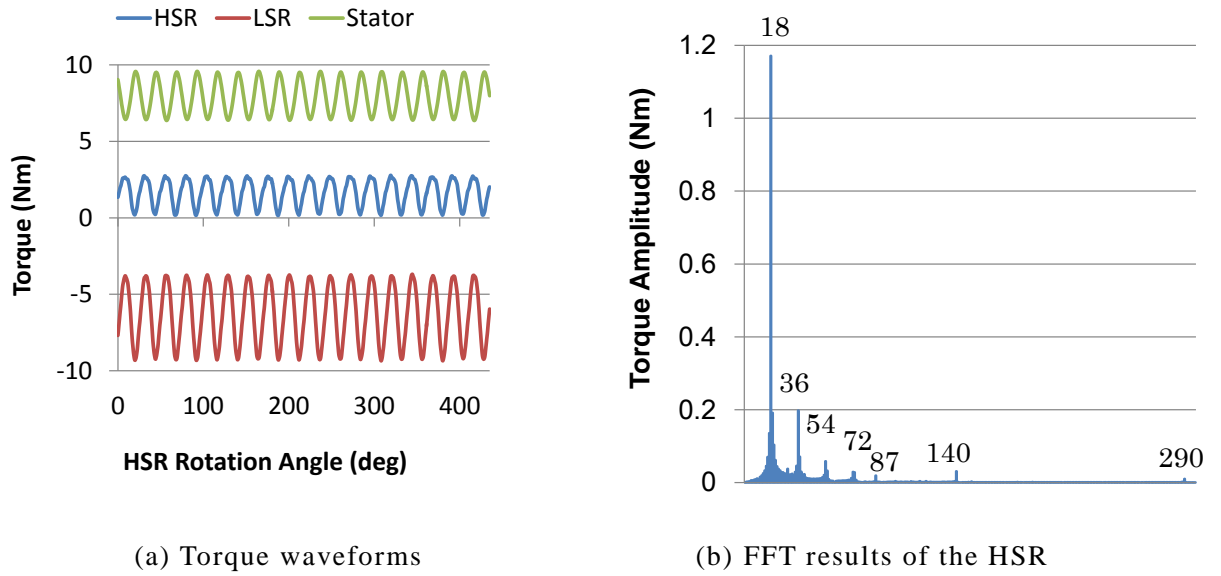 HSR LSR Stator
10
5
0
-5
-10
0 100 200 300 400
Torque (Nm)
HSR Rotation Angle (deg)
(a) Torque waveforms
1.2
1
0.8
0.6
0.4
0.2
0
Torque Amplitude (Nm)
18
36
54
72
87
140
290
(b) FFT results of the HSR